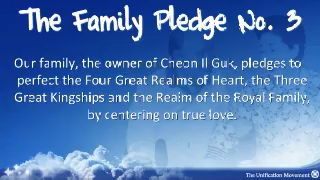 The Family Pledge No. 3
Our family, the owner of Cheon Il Guk, pledges to
perfect the Four Great Realms of Heart, the Three
Great Kingships and the Realm of the Royal Family,
by centering on true love.
The Unification Movement